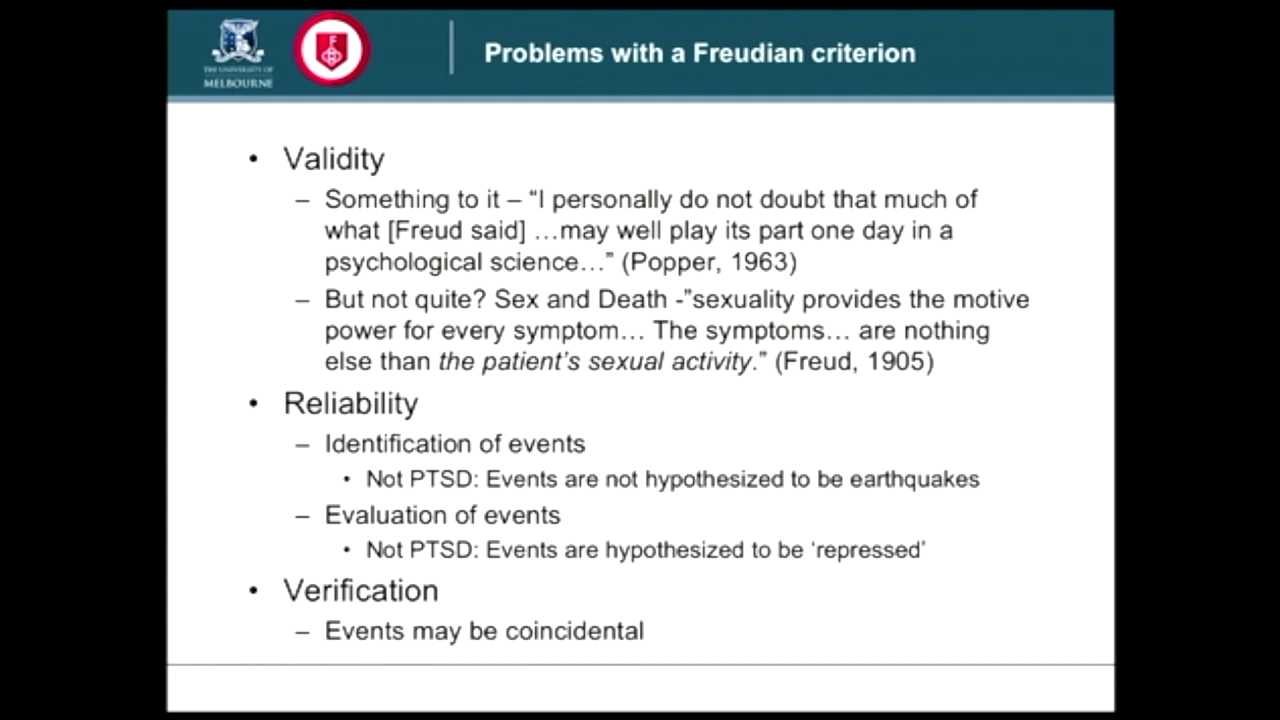 THE UNIVERSITY OF
MELBOURNE
Problems with a Freudian criterion
• Validity
– Something to it – “I personally do not doubt that much of
what [Freud said] …may well play its part one day in a
psychological science…” (Popper, 1963)
– But not quite? Sex and Death -”sexuality provides the motive
power for every symptom… The symptoms… are nothing
else than the patient’s sexual activity.” (Freud, 1905)
• Reliability
– Identification of events
• Not PTSD: Events are not hypothesized to be earthquakes
– Evaluation of events
• Not PTSD: Events are hypothesized to be ‘repressed’
• Verification
– Events may be coincidental